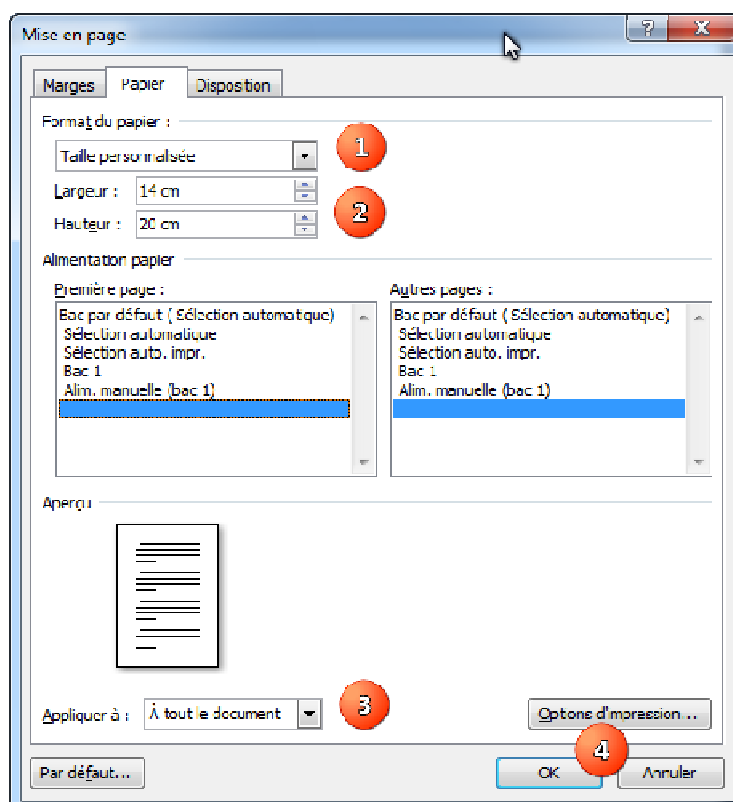 Mise en page
Marges Papier Disposition
Format du papier :
Taille personnalisée
1
Largeur : 14 cm
2
Hauteur : 20 cm
Alimentation papier
Première page : Autres pages :
Bac par défaut ( Sélection automatique) Bac par défaut ( Sélection automatique)
Sélection automatique Sélection automatique
Sélection auto. impr. Sélection auto. impr.
Bac 1 Bac 1
Alim. manuelle (bac 1) Alim. manuelle (bac 1)
Aperçu
Appliquer à : À tout le document 3 Options d'impression...
4
Par défaut... OK Annuler